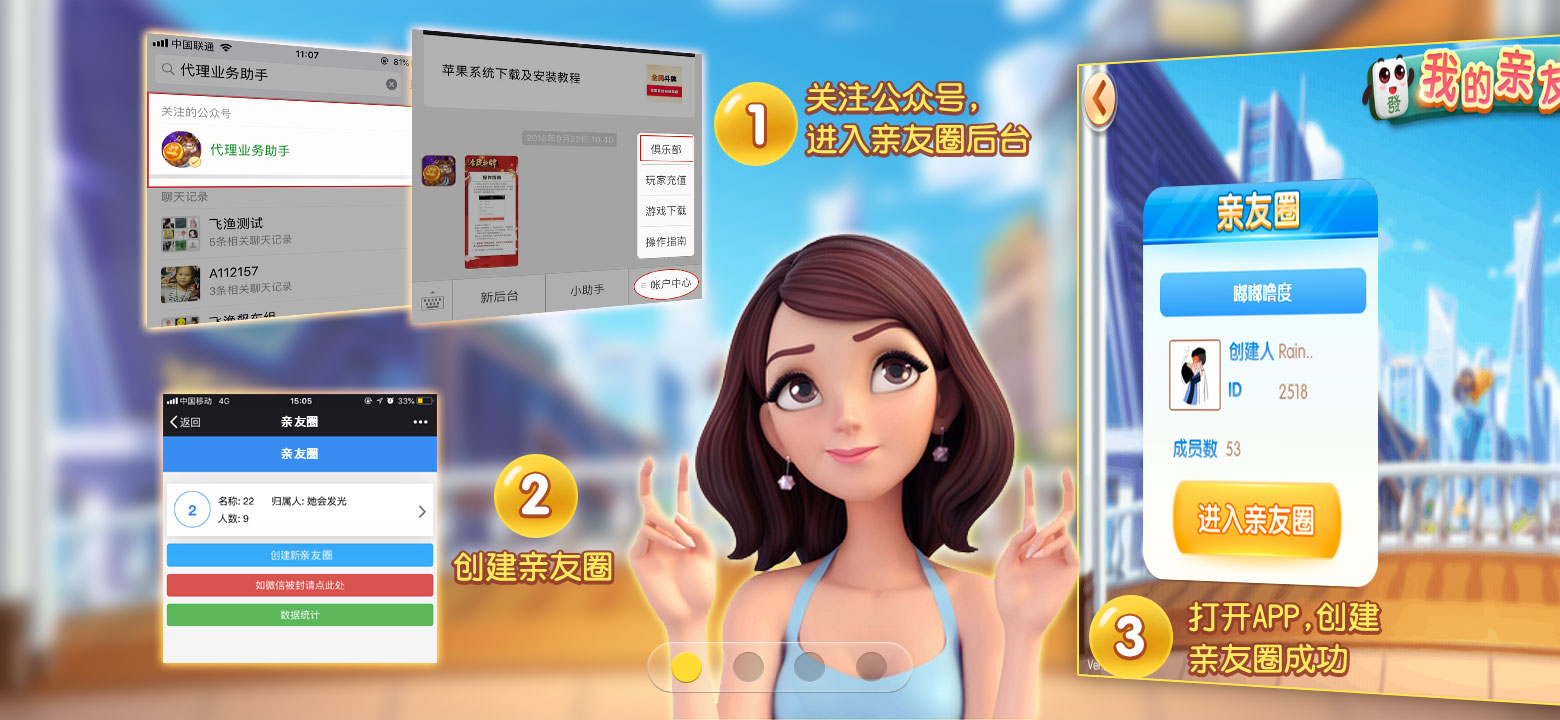 中国联通
11:07
81%
代理业务助手
关注的公众号
代理业务助手
聊天记录
飞渔测试
5条相关聊天记录
A112157
3条相关聊天记录
苹果系统下载及安装教程
2018年9月22日 10:40
俱乐部
玩家充值
游戏下载
操作指南
新后台
小助手
帐户中心
1
关注公众号,
进入亲友圈后台
中国移动 4G
15:05
33%
返回
亲友圈
亲友圈
2
名称: 22 归属人: 她会发光
人数: 9
创建新亲友圈
如微信被封请点此处
数据统计
2
创建亲友圈
我的亲友
發
亲友圈
嘟嘟噜度
创建人 Rain..
ID 2518
成员数 53
进入亲友圈
3
打开APP,创建
亲友圈成功